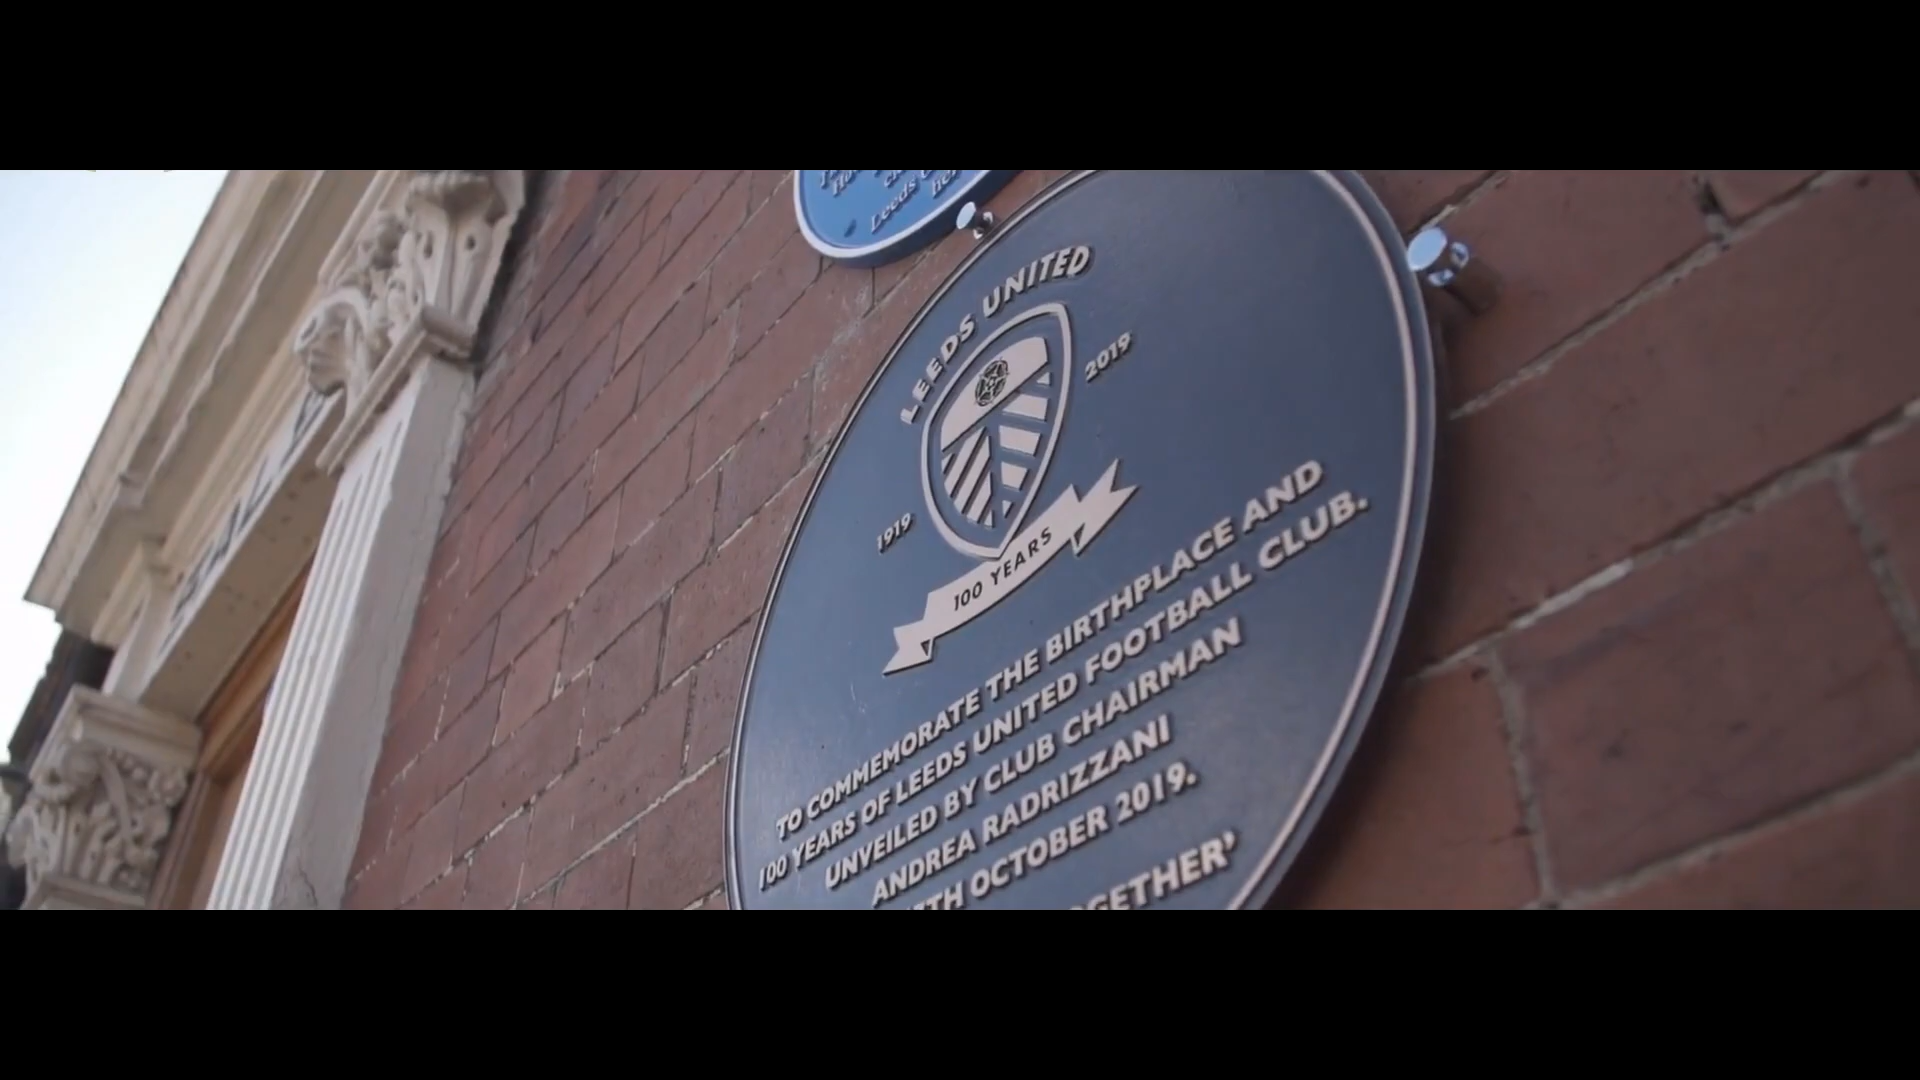 Leeds
LEEDS UNITED
1919
2019
100 YEARS
TO COMMEMORATE THE BIRTHPLACE AND
100 YEARS OF LEEDS UNITED FOOTBALL CLUB.
UNVEILED BY CLUB CHAIRMAN
ANDREA RADRIZZANI
OCTOBER 2019.